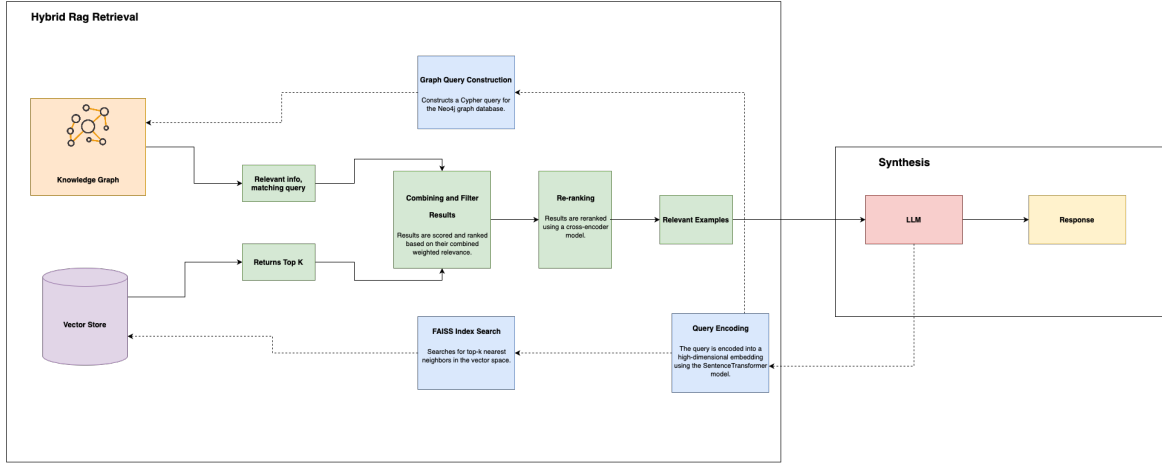 Hybrid Rag Retrieval
Graph Query Construction
Constructs a Cypher query for
the Neo4j graph database.
Knowledge Graph
Relevant info,
matching query
Combining and Filter
Results
Results are scored and ranked
based on their combined
weighted relevance.
Re-ranking
Results are reranked
using a cross-encoder
model.
Relevant Examples
Synthesis
LLM
Response
Returns Top K
Vector Store
FAISS Index Search
Searches for top-k nearest
neighbors in the vector space.
Query Encoding
The query is encoded into a
high-dimensional embedding
using the SentenceTransformer
model.